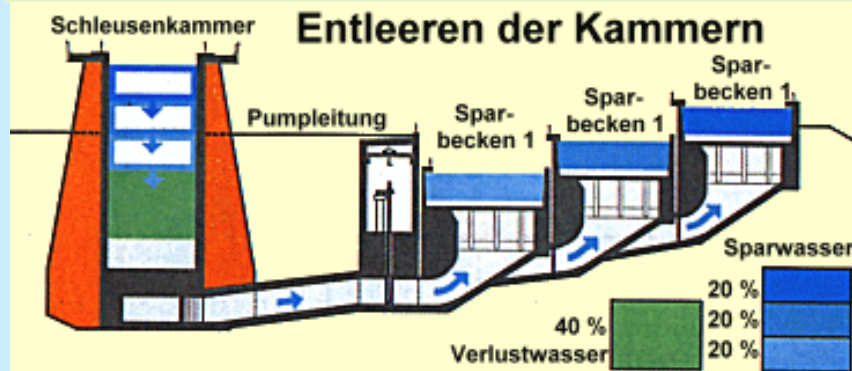 Schleusenkammer
Entleeren der Kammern
Spar-
becken 1
Spar-
becken 1
Spar-
becken 1
Pumpleitung
Sparwasser
20 %
20 %
20 %
40 %
Verlustwasser